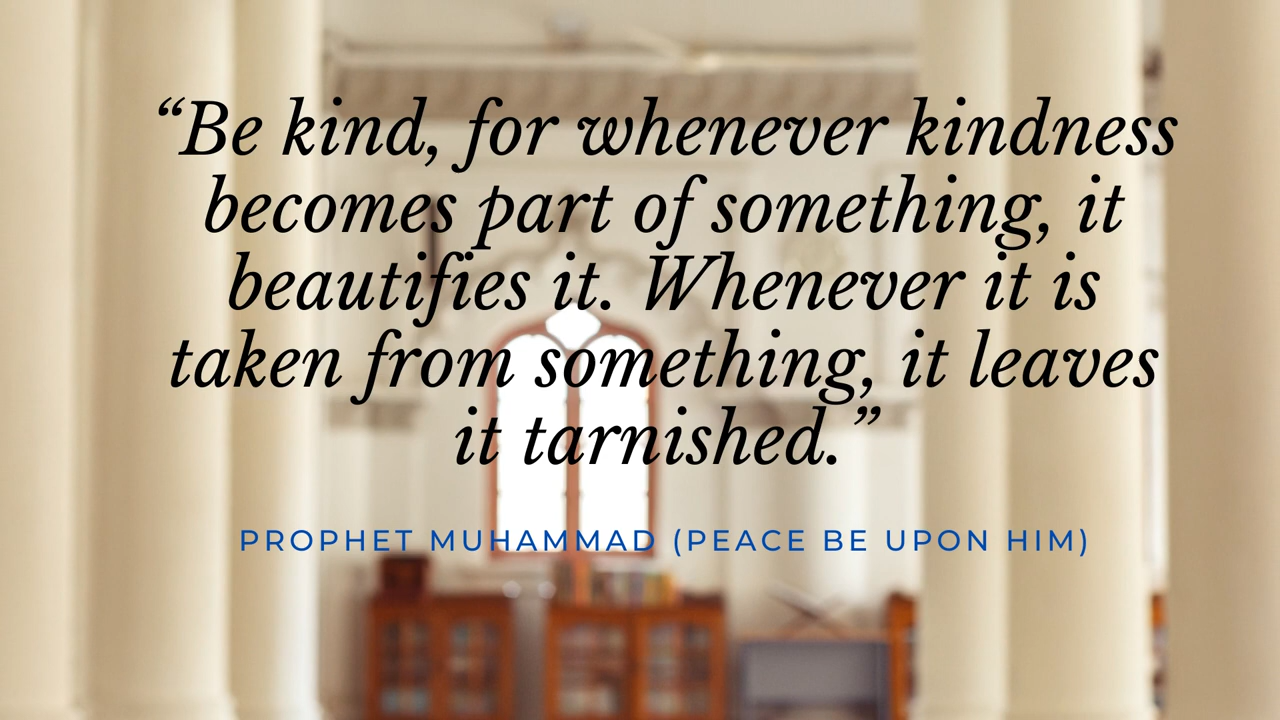 “Be kind, for whenever kindness
becomes part of something, it
beautifies it. Whenever it is
taken from something, it leaves
it tarnished.”
PROPHET MUHAMMAD (PEACE BE UPON HIM)